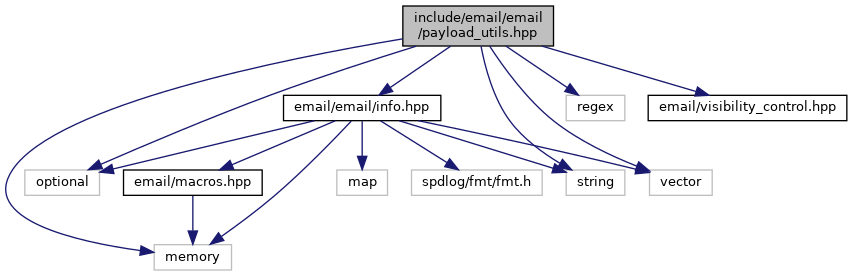 include/email/email
/payload_utils.hpp
email/email/info.hpp
regex
email/visibility_control.hpp
optional
email/macros.hpp
map
spdlog/fmt/fmt.h
string
vector
memory